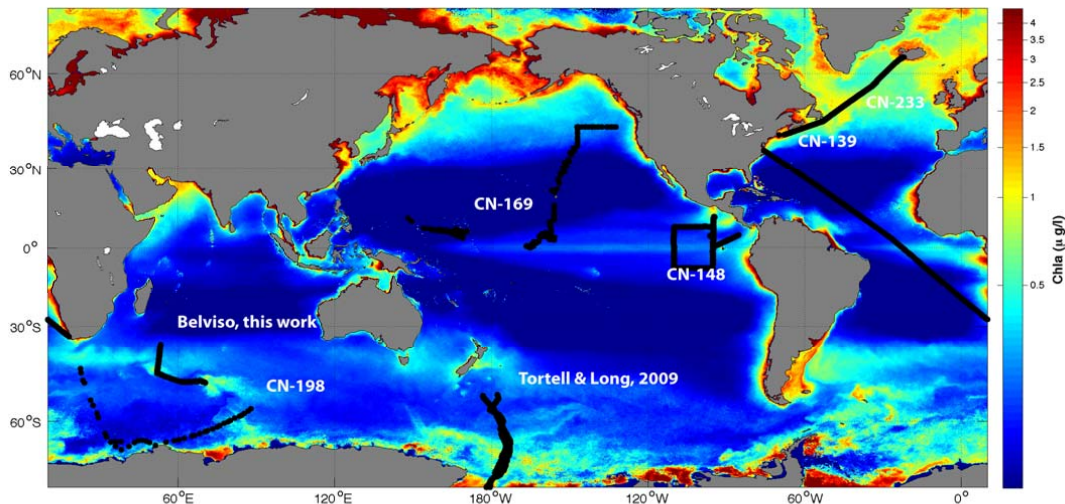 60°N
30°N
0°
30°S
60°S
CN-233
CN-139
CN-169
CN-148
Belviso, this work
CN-198
Tortell & Long, 2009
60°E
120°E
180°W
120°W
60°W
0°
4
3.5
3
2.5
2
1.5
1
0.5
Chla (μ g/l)